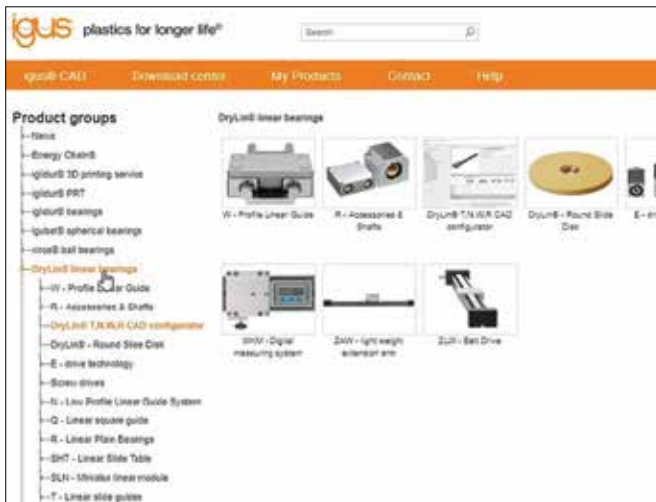 igus plastics for longer life®
Search
igus® CAD Download center My Products Contact Help
Product groups
News
Energy Chain®
iglidur® 3D printing service
iglidur® PRT
iglidur® bearings
igubal® spherical bearings
xiros® ball bearings
DryLin® linear bearings
W - Profile Linear Guide
R - Accessories & Shafts
DryLin® T,N,W,R CAD configurator
DryLin® - Round Slide Disk
E - drive technology
Screw drives
N - Low Profile Linear Guide System
Q - Linear square guide
R - Linear Plain Bearings
SHT - Linear Slide Table
SLN - Miniatur linear module
T - Linear slide guides
DryLin® linear bearings
W - Profile Linear Guide
R - Accessories &
Shafts
DryLin® T,N,W,R CAD
configurator
DryLin® - Round Slide
Disk
WKM - Digital
measuring system
ZAW - light weight
extension arm
ZLW - Belt Drive